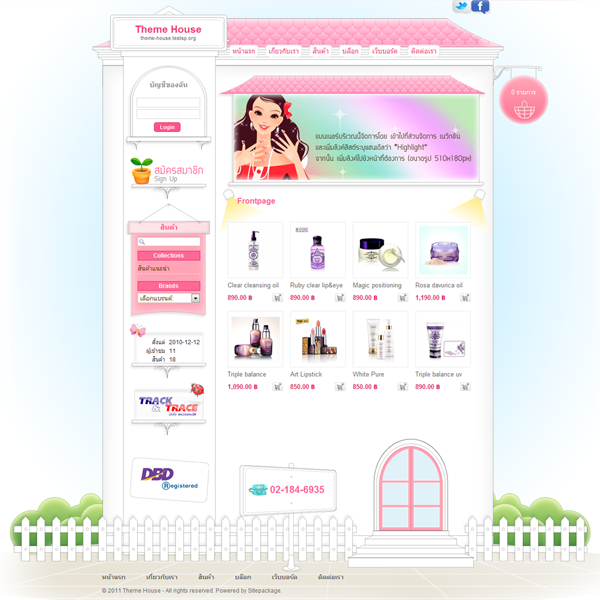 Theme House
theme-house.testsp.org
หน้าแรก เกี่ยวกับเรา สินค้า บล็อก เว็บบอร์ด ติดต่อเรา
0 รายการ
บัญชีของฉัน
Login
สมัครสมาชิก
Sign Up
สินค้า
Collections
สินค้าแนะนำ
Brands
เลือกแบรนด์
ตั้งแต่ 2010-12-12
ผู้เข้าชม 11
สินค้า 18
TRACK
& TRACE
DBD
Registered
แบนเนอร์บริเวณนี้จัดการโดย เข้าไปที่ส่วนจัดการ เนวิเกชั่น
และเพิ่มลิงค์ลิสต์ระบุแฮนเดิลว่า "Highlight"
จากนั้น เพิ่มลิงค์ไปยังหน้าที่ต้องการ (ขนาดรูป 510x180px)
Frontpage
Clear cleansing oil Ruby clear lip&eye Magic positioning Rosa davurica oil
890.00 ฿ 890.00 ฿ 890.00 ฿ 1,190.00 ฿
Triple balance Art Lipstick White Pure Triple balance uv
1,090.00 ฿ 850.00 ฿ 850.00 ฿ 890.00 ฿
02-184-6935
หน้าแรก เกี่ยวกับเรา สินค้า บล็อก เว็บบอร์ด ติดต่อเรา
© 2011 Theme House - All rights reserved. Powered by Sitepackage.